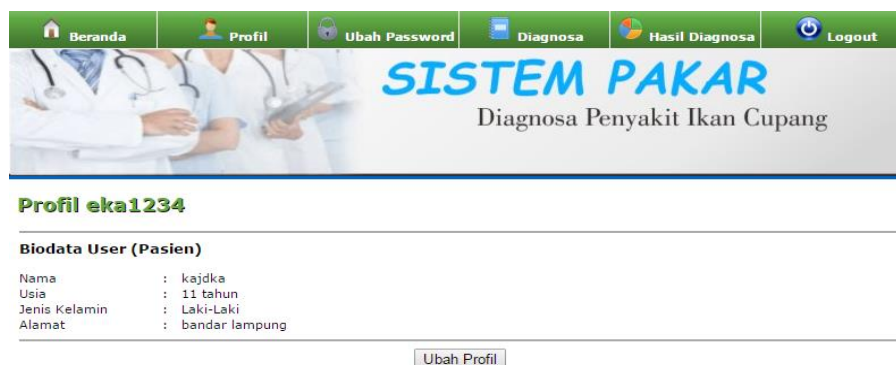 Beranda Profil Ubah Password Diagnosa Hasil Diagnosa Logout
SISTEM PAKAR
Diagnosa Penyakit Ikan Cupang
Profil eka1234
Biodata User (Pasien)
Nama : kajdka
Usia : 11 tahun
Jenis Kelamin : Laki-Laki
Alamat : bandar lampung
Ubah Profil